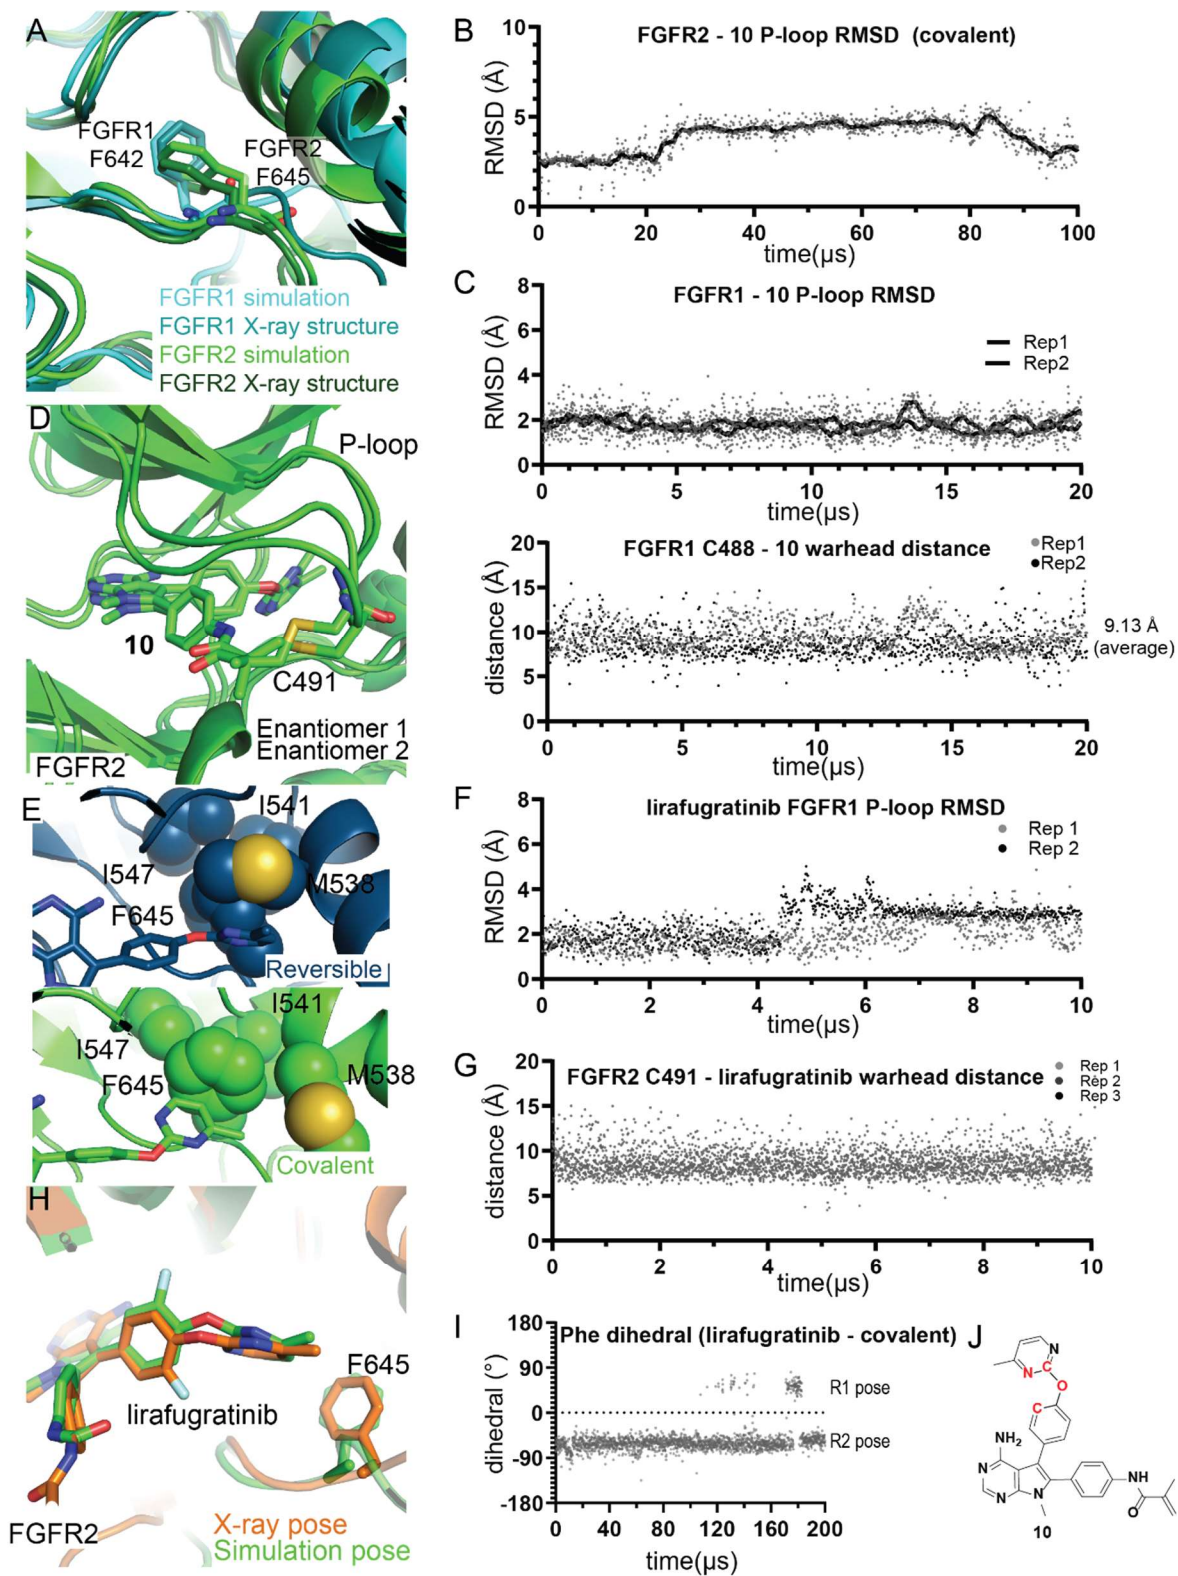 A
FGFR1
F642
FGFR2
F645
FGFR1 simulation
FGFR1 X-ray structure
FGFR2 simulation
FGFR2 X-ray structure
B
FGFR2 - 10 P-loop RMSD (covalent)
RMSD (Å)
10
5
0
0 20 40 60 80 100
time(µs)
C
FGFR1 - 10 P-loop RMSD
Rep1
Rep2
RMSD (Å)
8
6
4
2
0
0 5 10 15 20
time(µs)
FGFR1 C488 - 10 warhead distance
Rep1
Rep2
distance (Å)
20
15
10
5
0
9.13 Å
(average)
0 5 10 15 20
time(µs)
D
P-loop
10
C491
Enantiomer 1
Enantiomer 2
FGFR2
E
I541
I547
M538
F645
Reversible
I541
I547
F645
M538
Covalent
F
lirafugratinib FGFR1 P-loop RMSD
Rep 1
Rep 2
RMSD (Å)
8
6
4
2
0
0 2 4 6 8 10
time(µs)
G
FGFR2 C491 - lirafugratinib warhead distance
Rep 1
Rep 2
Rep 3
distance (Å)
20
15
10
5
0
0 2 4 6 8 10
time(µs)
H
F645
lirafugratinib
FGFR2
X-ray pose
Simulation pose
I
Phe dihedral (lirafugratinib - covalent)
dihedral (°)
180
90
0
-90
-180
R1 pose
R2 pose
0 40 80 120 160 200
time(µs)
J
N
N
C
O
C
NH2
N
N
N
NH
O
10